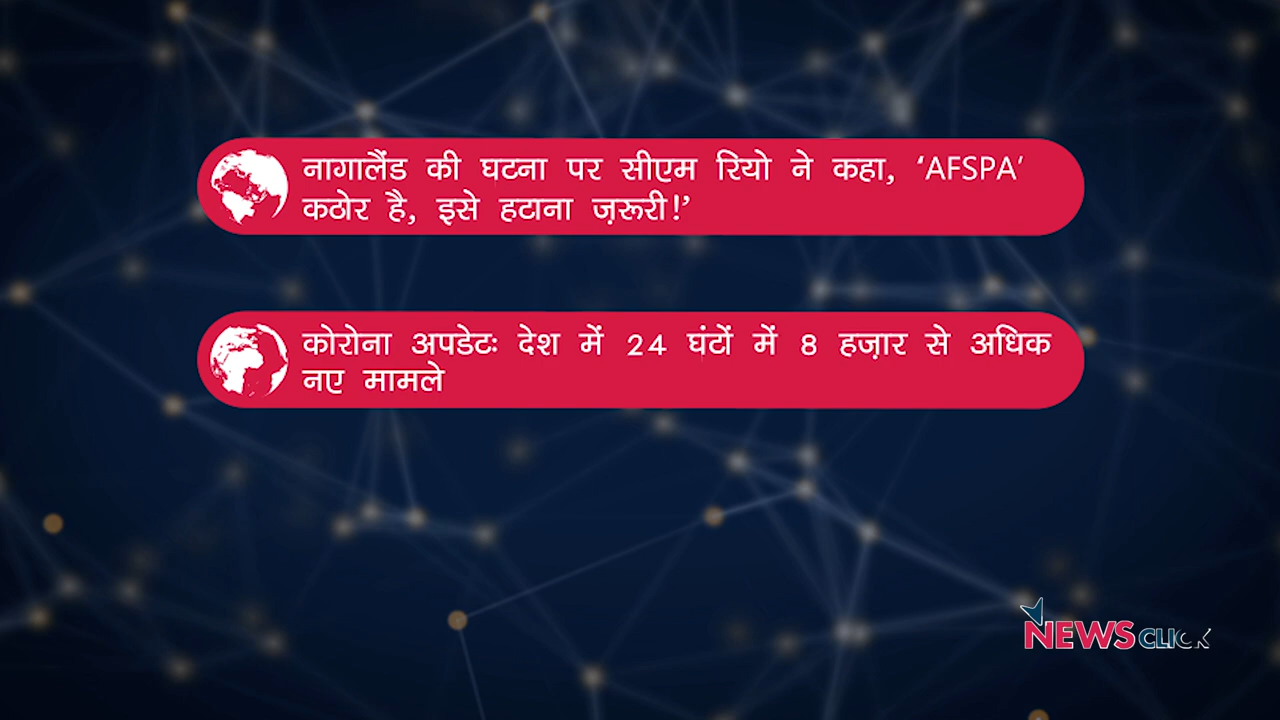 नागालैंड की घटना पर सीएम रियो ने कहा, ‘AFSPA’
कठोर है, इसे हटाना ज़रूरी!’
कोरोना अपडेटः देश में 24 घंटों में 8 हज़ार से अधिक
नए मामले
NEWSCLICK